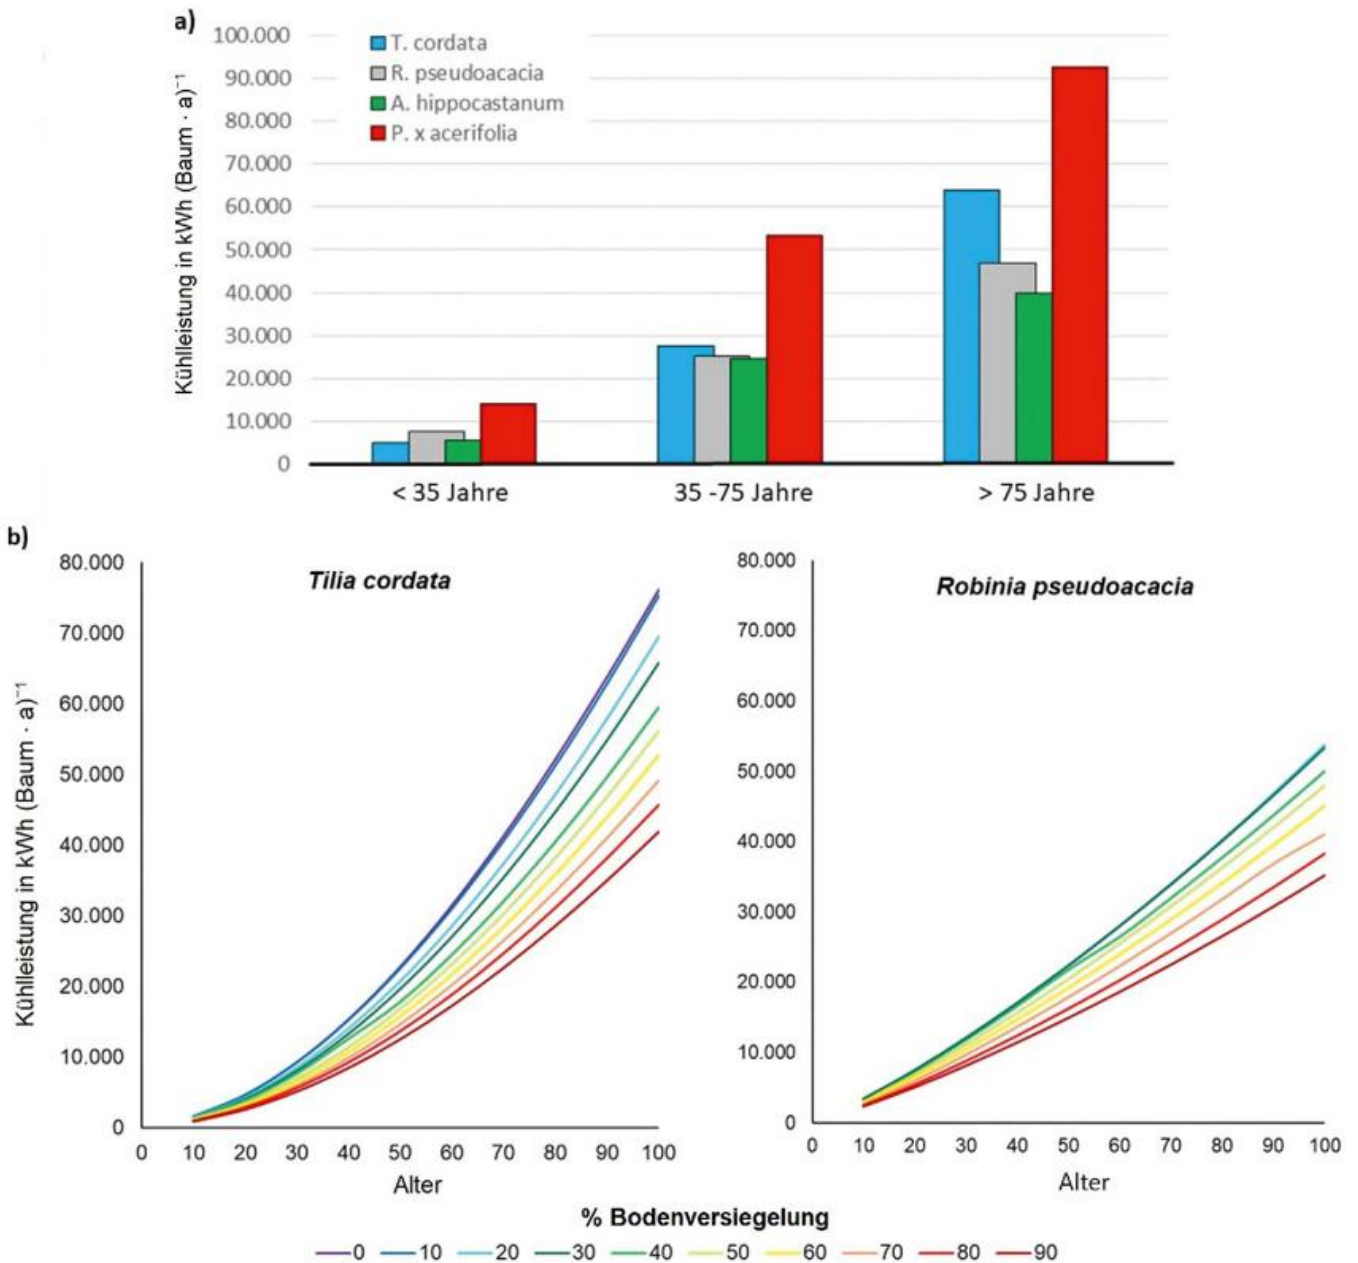 a)
Kühlleistung in kWh (Baum · a)⁻¹
100.000
90.000
80.000
70.000
60.000
50.000
40.000
30.000
20.000
10.000
0
T. cordata
R. pseudoacacia
A. hippocastanum
P. x acerifolia
< 35 Jahre
35 -75 Jahre
> 75 Jahre
b)
Kühlleistung in kWh (Baum · a)⁻¹
Tilia cordata
80.000
70.000
60.000
50.000
40.000
30.000
20.000
10.000
0
0 10 20 30 40 50 60 70 80 90 100
Alter
Robinia pseudoacacia
80.000
70.000
60.000
50.000
40.000
30.000
20.000
10.000
0
0 10 20 30 40 50 60 70 80 90 100
Alter
% Bodenversiegelung
0 10 20 30 40 50 60 70 80 90